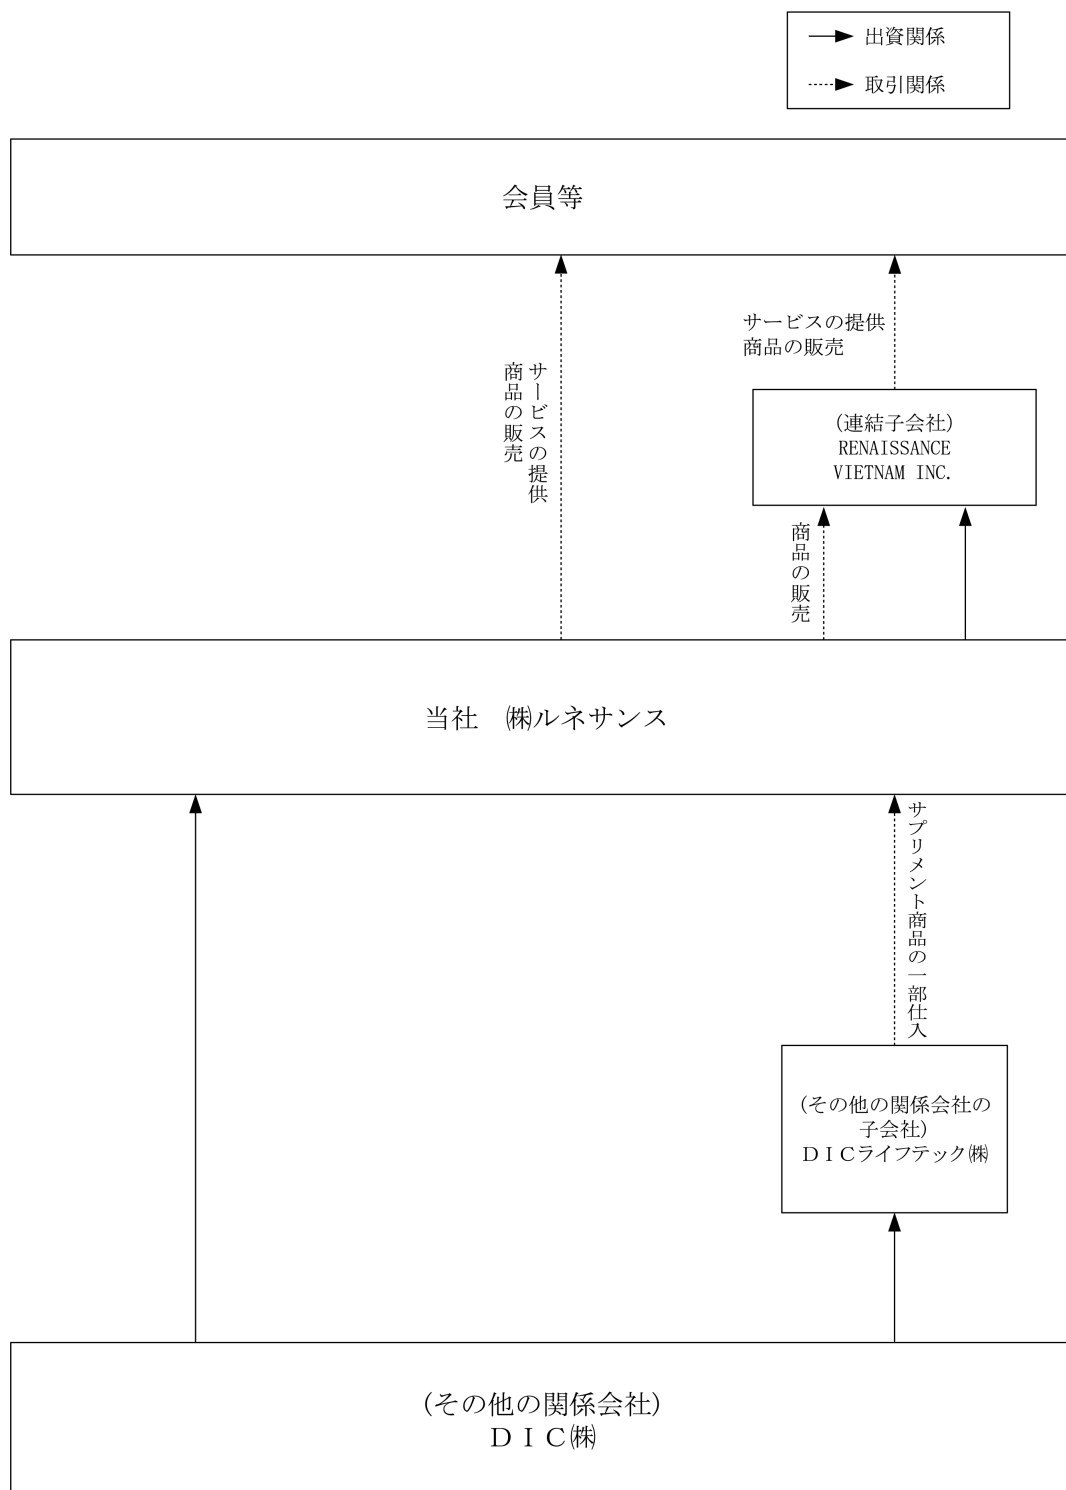 出資関係
取引関係
会員等
サービスの提供
商品の販売
サービスの提供
商品の販売
(連結子会社)
RENAISSANCE
VIETNAM INC.
商品の販売
当社　㈱ルネサンス
サプリメント商品の一部仕入
(その他の関係会社の
子会社)
ＤＩＣライフテック㈱
(その他の関係会社)
ＤＩＣ㈱